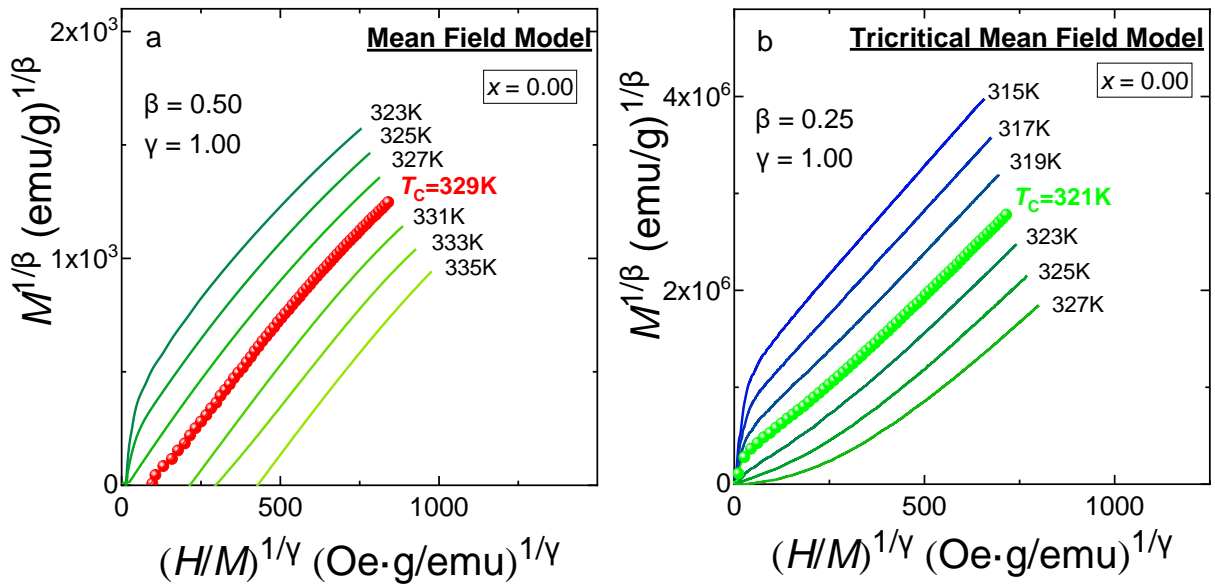 a
Mean Field Model
x = 0.00
β = 0.50
γ = 1.00
323K
325K
327K
T_C=329K
331K
333K
335K
2x10³
1x10³
0
0
500
1000
M^{1/β} (emu/g)^{1/β}
(H/M)^{1/γ} (Oe·g/emu)^{1/γ}
b
Tricritical Mean Field Model
x = 0.00
β = 0.25
γ = 1.00
315K
317K
319K
T_C=321K
323K
325K
327K
4x10⁶
2x10⁶
0
0
500
1000
M^{1/β} (emu/g)^{1/β}
(H/M)^{1/γ} (Oe·g/emu)^{1/γ}